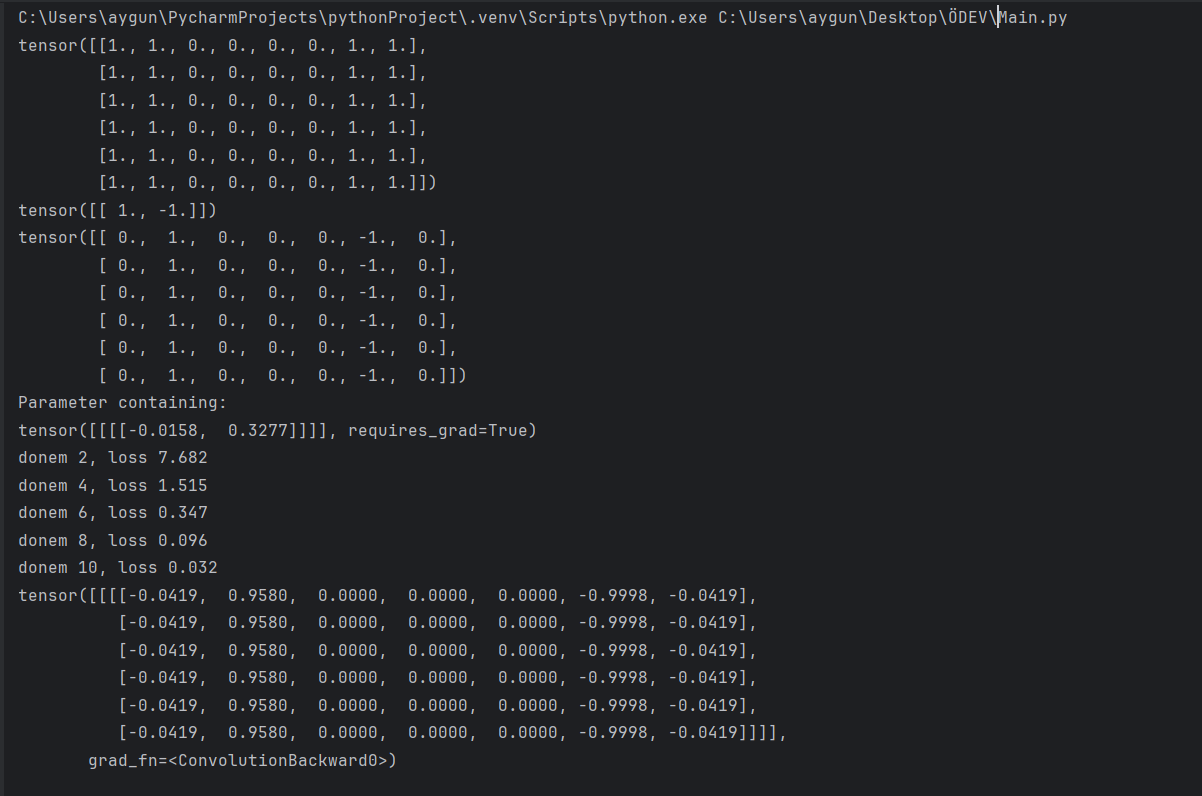 C:\Users\aygun\PycharmProjects\pythonProject\.venv\Scripts\python.exe C:\Users\aygun\Desktop\ÖDEV\Main.py
tensor([[1., 1., 0., 0., 0., 0., 1., 1.],
        [1., 1., 0., 0., 0., 0., 1., 1.],
        [1., 1., 0., 0., 0., 0., 1., 1.],
        [1., 1., 0., 0., 0., 0., 1., 1.],
        [1., 1., 0., 0., 0., 0., 1., 1.],
        [1., 1., 0., 0., 0., 0., 1., 1.]])
tensor([[ 1., -1.]])
tensor([[ 0.,  1.,  0.,  0.,  0., -1.,  0.],
        [ 0.,  1.,  0.,  0.,  0., -1.,  0.],
        [ 0.,  1.,  0.,  0.,  0., -1.,  0.],
        [ 0.,  1.,  0.,  0.,  0., -1.,  0.],
        [ 0.,  1.,  0.,  0.,  0., -1.,  0.],
        [ 0.,  1.,  0.,  0.,  0., -1.,  0.]])
Parameter containing:
tensor([[[[-0.0158,  0.3277]]]], requires_grad=True)
donem 2, loss 7.682
donem 4, loss 1.515
donem 6, loss 0.347
donem 8, loss 0.096
donem 10, loss 0.032
tensor([[[[-0.0419,  0.9580,  0.0000,  0.0000,  0.0000, -0.9998, -0.0419],
          [-0.0419,  0.9580,  0.0000,  0.0000,  0.0000, -0.9998, -0.0419],
          [-0.0419,  0.9580,  0.0000,  0.0000,  0.0000, -0.9998, -0.0419],
          [-0.0419,  0.9580,  0.0000,  0.0000,  0.0000, -0.9998, -0.0419],
          [-0.0419,  0.9580,  0.0000,  0.0000,  0.0000, -0.9998, -0.0419],
          [-0.0419,  0.9580,  0.0000,  0.0000,  0.0000, -0.9998, -0.0419]]]],
       grad_fn=<ConvolutionBackward0>)